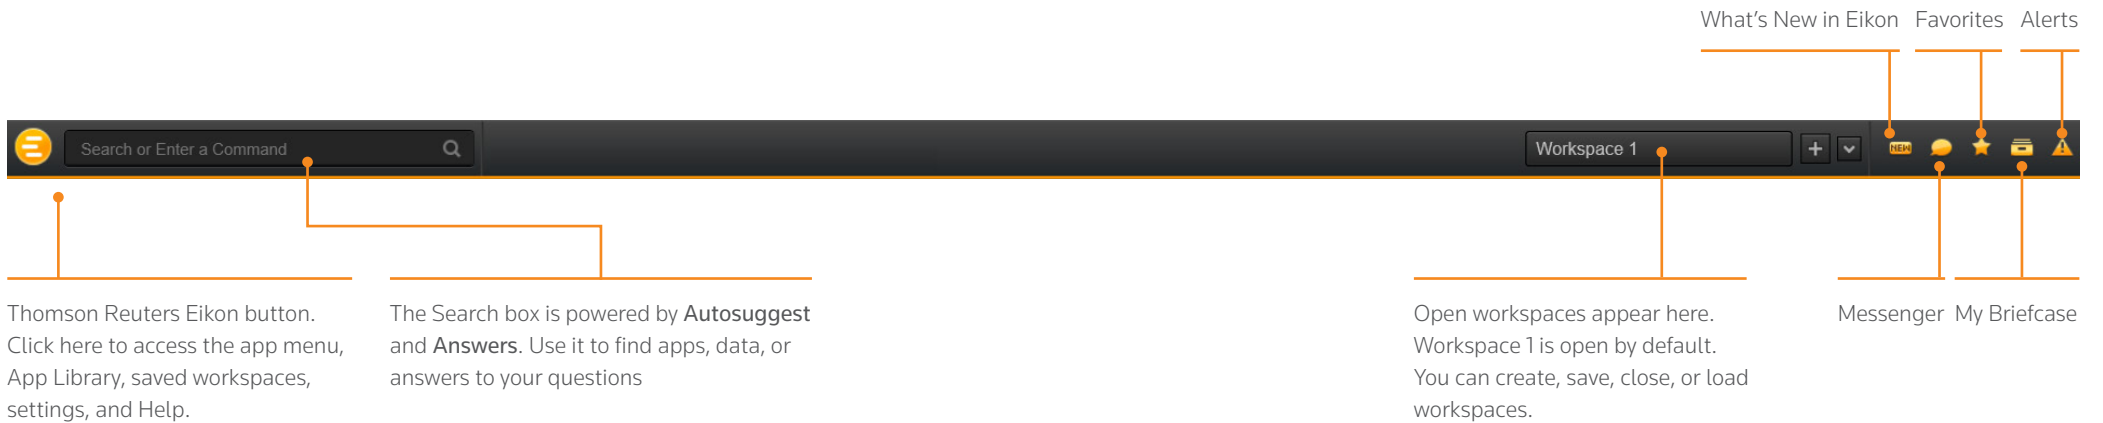 What's New in Eikon Favorites Alerts
Search or Enter a Command
Workspace 1
NEW
Thomson Reuters Eikon button.
Click here to access the app menu,
App Library, saved workspaces,
settings, and Help.
The Search box is powered by Autosuggest
and Answers. Use it to find apps, data, or
answers to your questions
Open workspaces appear here.
Workspace 1 is open by default.
You can create, save, close, or load
workspaces.
Messenger My Briefcase